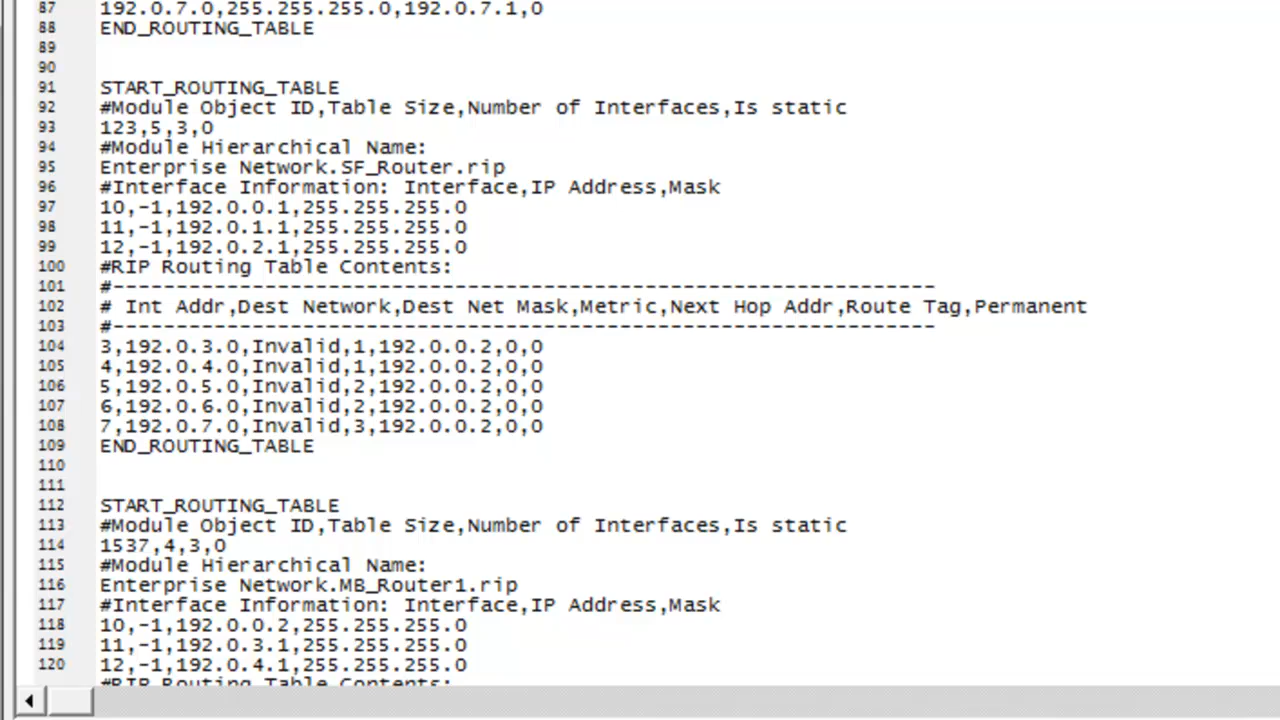 87 192.0.7.0,255.255.255.0,192.0.7.1,0
88 END_ROUTING_TABLE
89
90
91 START_ROUTING_TABLE
92 #Module Object ID,Table Size,Number of Interfaces,Is static
93 123,5,3,0
94 #Module Hierarchical Name:
95 Enterprise Network.SF_Router.rip
96 #Interface Information: Interface,IP Address,Mask
97 10,-1,192.0.0.1,255.255.255.0
98 11,-1,192.0.1.1,255.255.255.0
99 12,-1,192.0.2.1,255.255.255.0
100 #RIP Routing Table Contents:
101 #-----------------------------------------------------------------
102 # Int Addr,Dest Network,Dest Net Mask,Metric,Next Hop Addr,Route Tag,Permanent
103 #-----------------------------------------------------------------
104 3,192.0.3.0,Invalid,1,192.0.0.2,0,0
105 4,192.0.4.0,Invalid,1,192.0.0.2,0,0
106 5,192.0.5.0,Invalid,2,192.0.0.2,0,0
107 6,192.0.6.0,Invalid,2,192.0.0.2,0,0
108 7,192.0.7.0,Invalid,3,192.0.0.2,0,0
109 END_ROUTING_TABLE
110
111
112 START_ROUTING_TABLE
113 #Module Object ID,Table Size,Number of Interfaces,Is static
114 1537,4,3,0
115 #Module Hierarchical Name:
116 Enterprise Network.MB_Router1.rip
117 #Interface Information: Interface,IP Address,Mask
118 10,-1,192.0.0.2,255.255.255.0
119 11,-1,192.0.3.1,255.255.255.0
120 12,-1,192.0.4.1,255.255.255.0
#RIP Routing Table Contents: